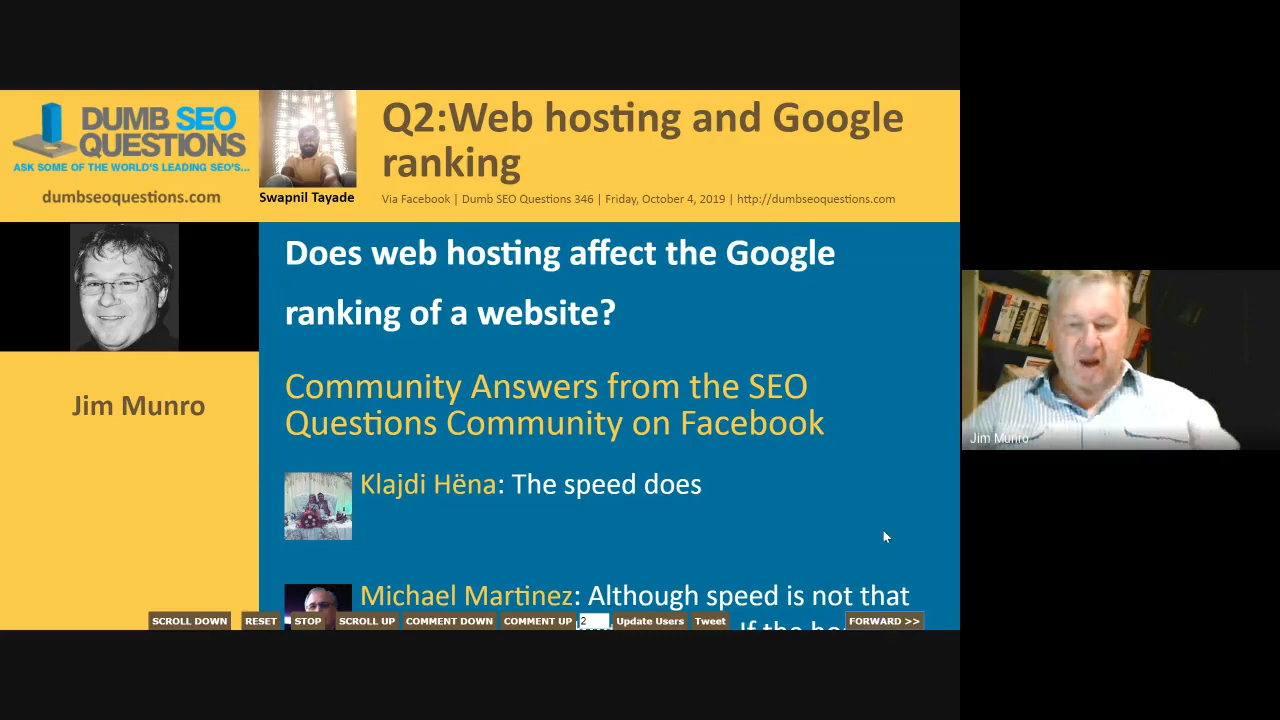 DUMB SEO
QUESTIONS
ASK SOME OF THE WORLD'S LEADING SEO'S...
dumbseoquestions.com
Swapnil Tayade
Q2:Web hosting and Google
ranking
Via Facebook | Dumb SEO Questions 346 | Friday, October 4, 2019 | http://dumbseoquestions.com
Jim Munro
Does web hosting affect the Google
ranking of a website?
Community Answers from the SEO
Questions Community on Facebook
Klajdi Hëna: The speed does
Michael Martinez: Although speed is not that
If the
SCROLL DOWN RESET STOP SCROLL UP COMMENT DOWN COMMENT UP 2 Update Users Tweet FORWARD >>
Jim Munro